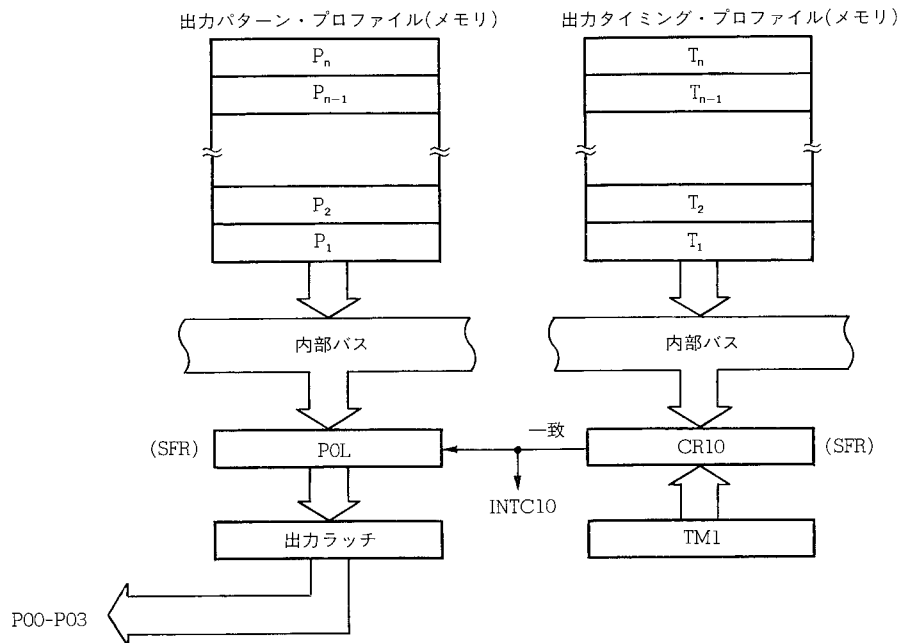 出力パターン・プロファイル(メモリ)
Pn
Pn-1
P2
P1
内部バス
(SFR)
P0L
出力ラッチ
P00-P03
出力タイミング・プロファイル(メモリ)
Tn
Tn-1
T2
T1
内部バス
一致
INTC10
CR10
(SFR)
TM1